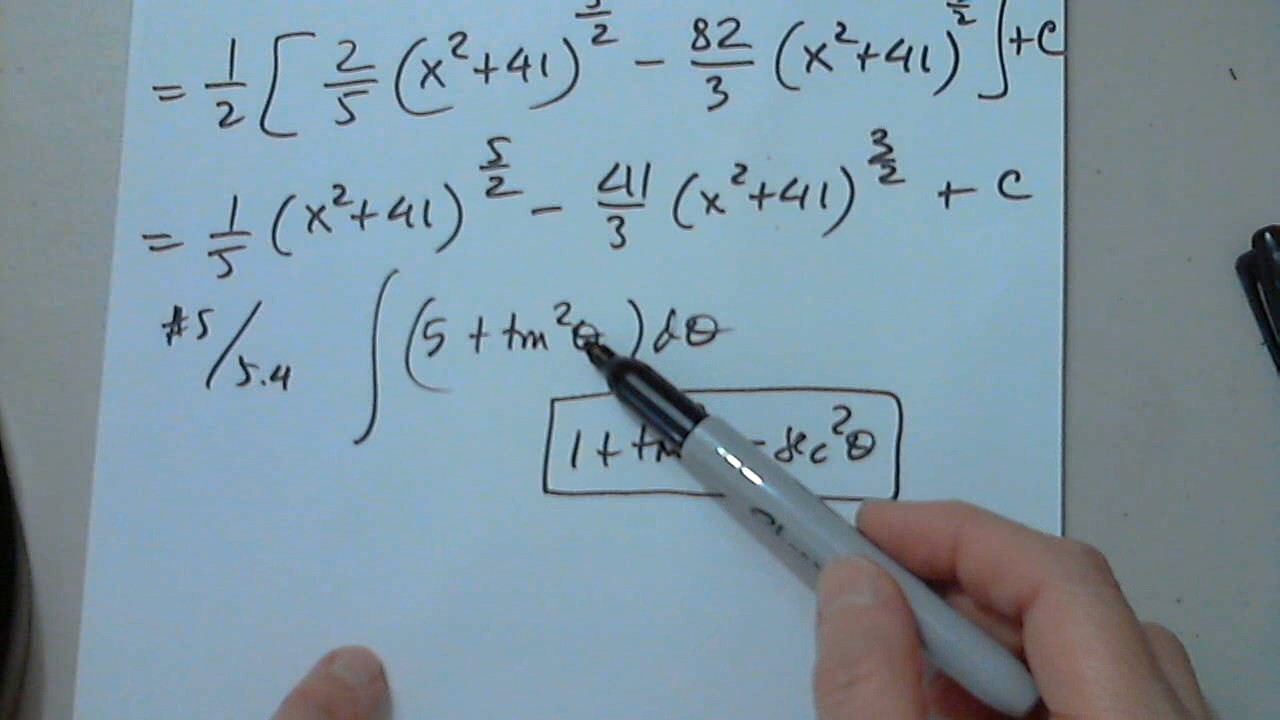 = 1/2 [ 2/5 (x²+41)^(5/2) - 82/3 (x²+41)^(3/2) ] + C
= 1/5 (x²+41)^(5/2) - 41/3 (x²+41)^(3/2) + C
#5/5.4 ∫ (5 + tan²θ) dθ
1 + tan = sec²θ